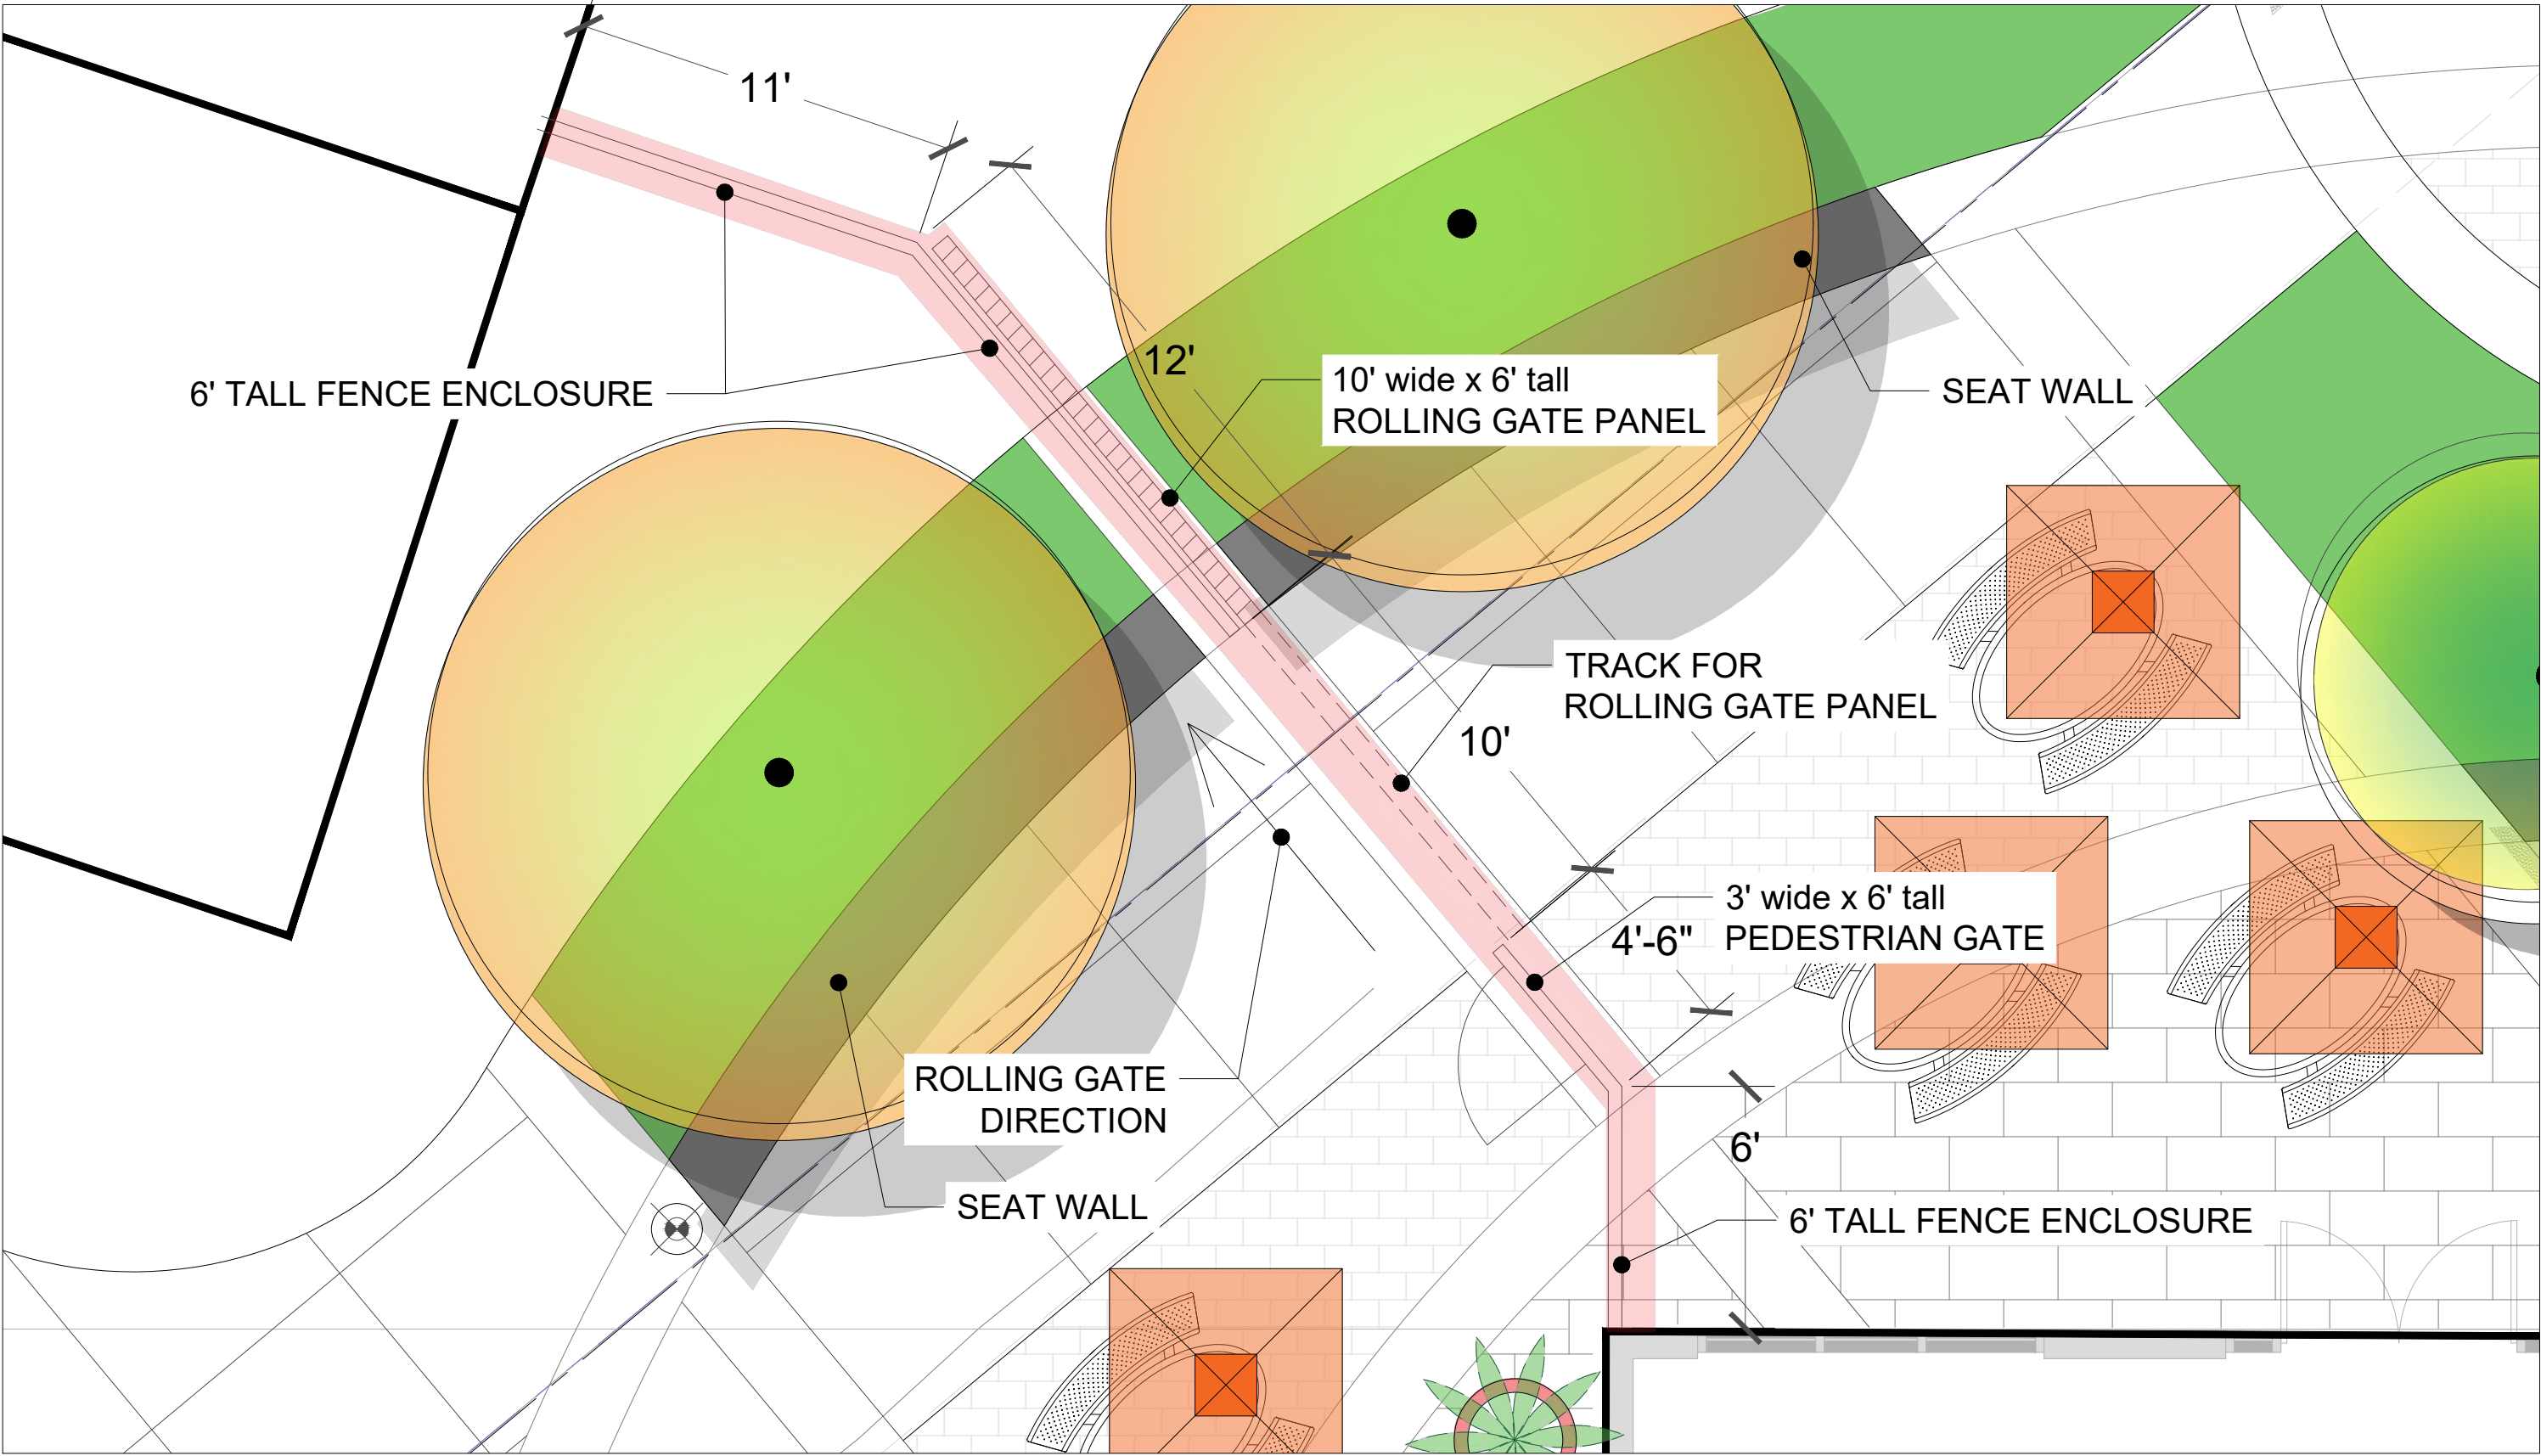 11'
12'
6' TALL FENCE ENCLOSURE
10' wide x 6' tall
ROLLING GATE PANEL
SEAT WALL
TRACK FOR
ROLLING GATE PANEL
10'
3' wide x 6' tall
PEDESTRIAN GATE
4'-6"
ROLLING GATE
DIRECTION
6'
SEAT WALL
6' TALL FENCE ENCLOSURE